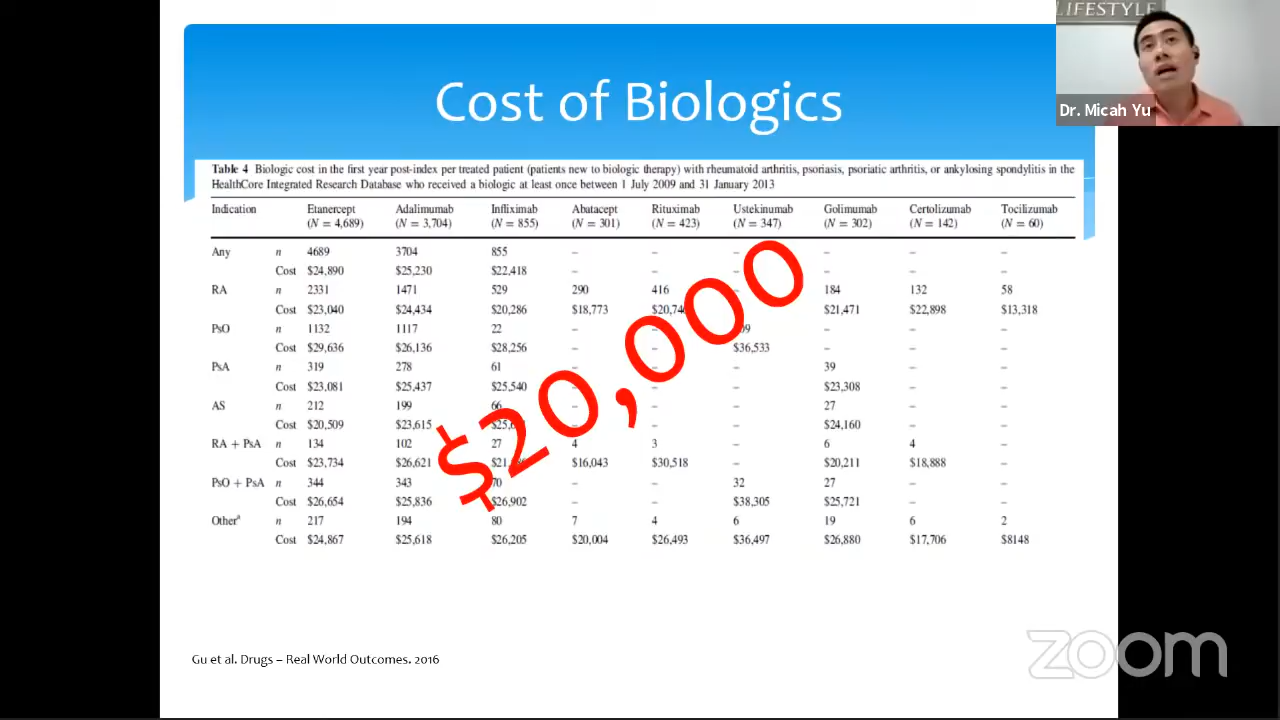 LIFESTYLE
Dr. Micah Yu
Cost of Biologics
Table 4 Biologic cost in the first year post-index per treated patient (patients new to biologic therapy) with rheumatoid arthritis, psoriasis, psoriatic arthritis, or ankylosing spondylitis in the
HealthCore Integrated Research Database who received a biologic at least once between 1 July 2009 and 31 January 2013
Indication Etanercept Adalimumab Infliximab Abatacept Rituximab Ustekinumab Golimumab Certolizumab Tocilizumab
(N = 4,689) (N = 3,704) (N = 855) (N = 301) (N = 423) (N = 347) (N = 302) (N = 142) (N = 60)
Any n 4689 3704 855 – – – – – –
Cost $24,890 $25,230 $22,418 – – – – –
RA n 2331 1471 529 290 416 – 184 132 58
Cost $23,040 $24,434 $20,286 $18,773 $21,471 $22,898 $13,318
PsO n 1132 1117 22 – – – – –
Cost $29,636 $26,136 $28,256 – – $36,533 – – –
PsA n 319 278 61 – – – 39 – –
Cost $23,081 $25,437 $25,540 – – – $23,308 – –
AS n 212 199 66 – – – 27 – –
Cost $20,509 $23,615 – – – $24,160 – –
RA + PsA n 134 102 27 4 3 – 6 4 –
Cost $23,734 $26,621 $16,043 $30,518 – $20,211 $18,888 –
PsO + PsA n 344 343 70 – – 32 27 – –
Cost $26,654 $25,836 $26,902 – – $38,305 $25,721 – –
Otherª n 217 194 80 7 4 6 19 6 2
Cost $24,867 $25,618 $26,205 $20,004 $26,493 $36,497 $26,880 $17,706 $8148
$20,000
Gu et al. Drugs – Real World Outcomes. 2016
zoom